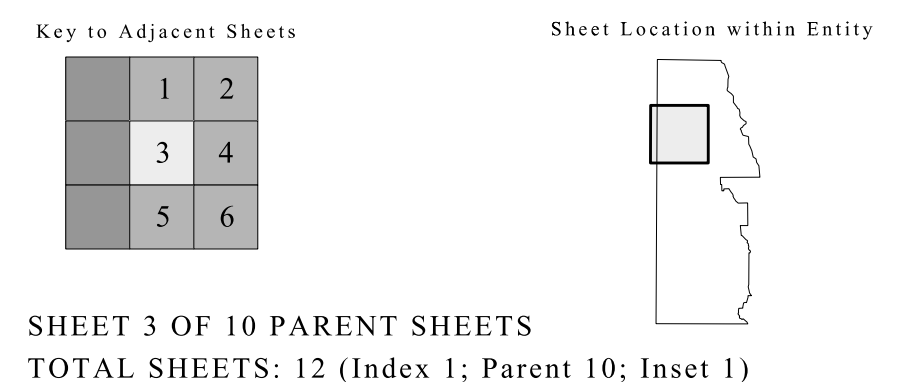 Key to Adjacent Sheets
Sheet Location within Entity
1 2
3 4
5 6
SHEET 3 OF 10 PARENT SHEETS
TOTAL SHEETS: 12 (Index 1; Parent 10; Inset 1)